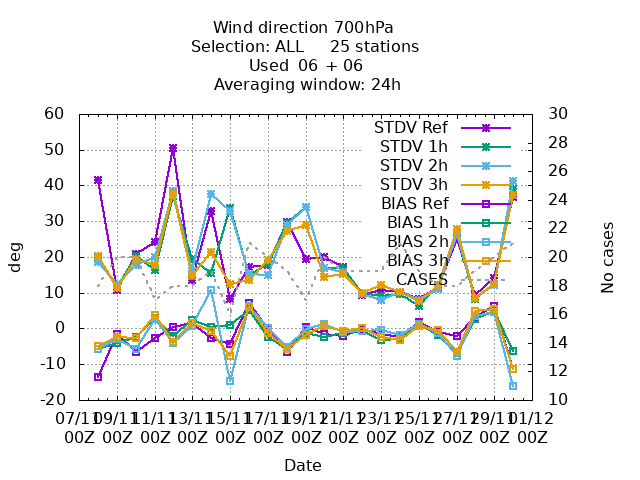 Wind direction 700hPa
Selection: ALL     25 stations
Used  06 + 06
Averaging window: 24h
60
50
40
30
20
10
0
-10
-20
deg
30
28
26
24
22
20
18
16
14
12
10
No cases
STDV Ref
STDV 1h
STDV 2h
STDV 3h
BIAS Ref
BIAS 1h
BIAS 2h
BIAS 3h
CASES
07/11 09/11 11/11 13/11 15/11 17/11 19/11 21/11 23/11 25/11 27/11 29/11 01/12
00Z 00Z 00Z 00Z 00Z 00Z 00Z 00Z 00Z 00Z 00Z 00Z 00Z
Date